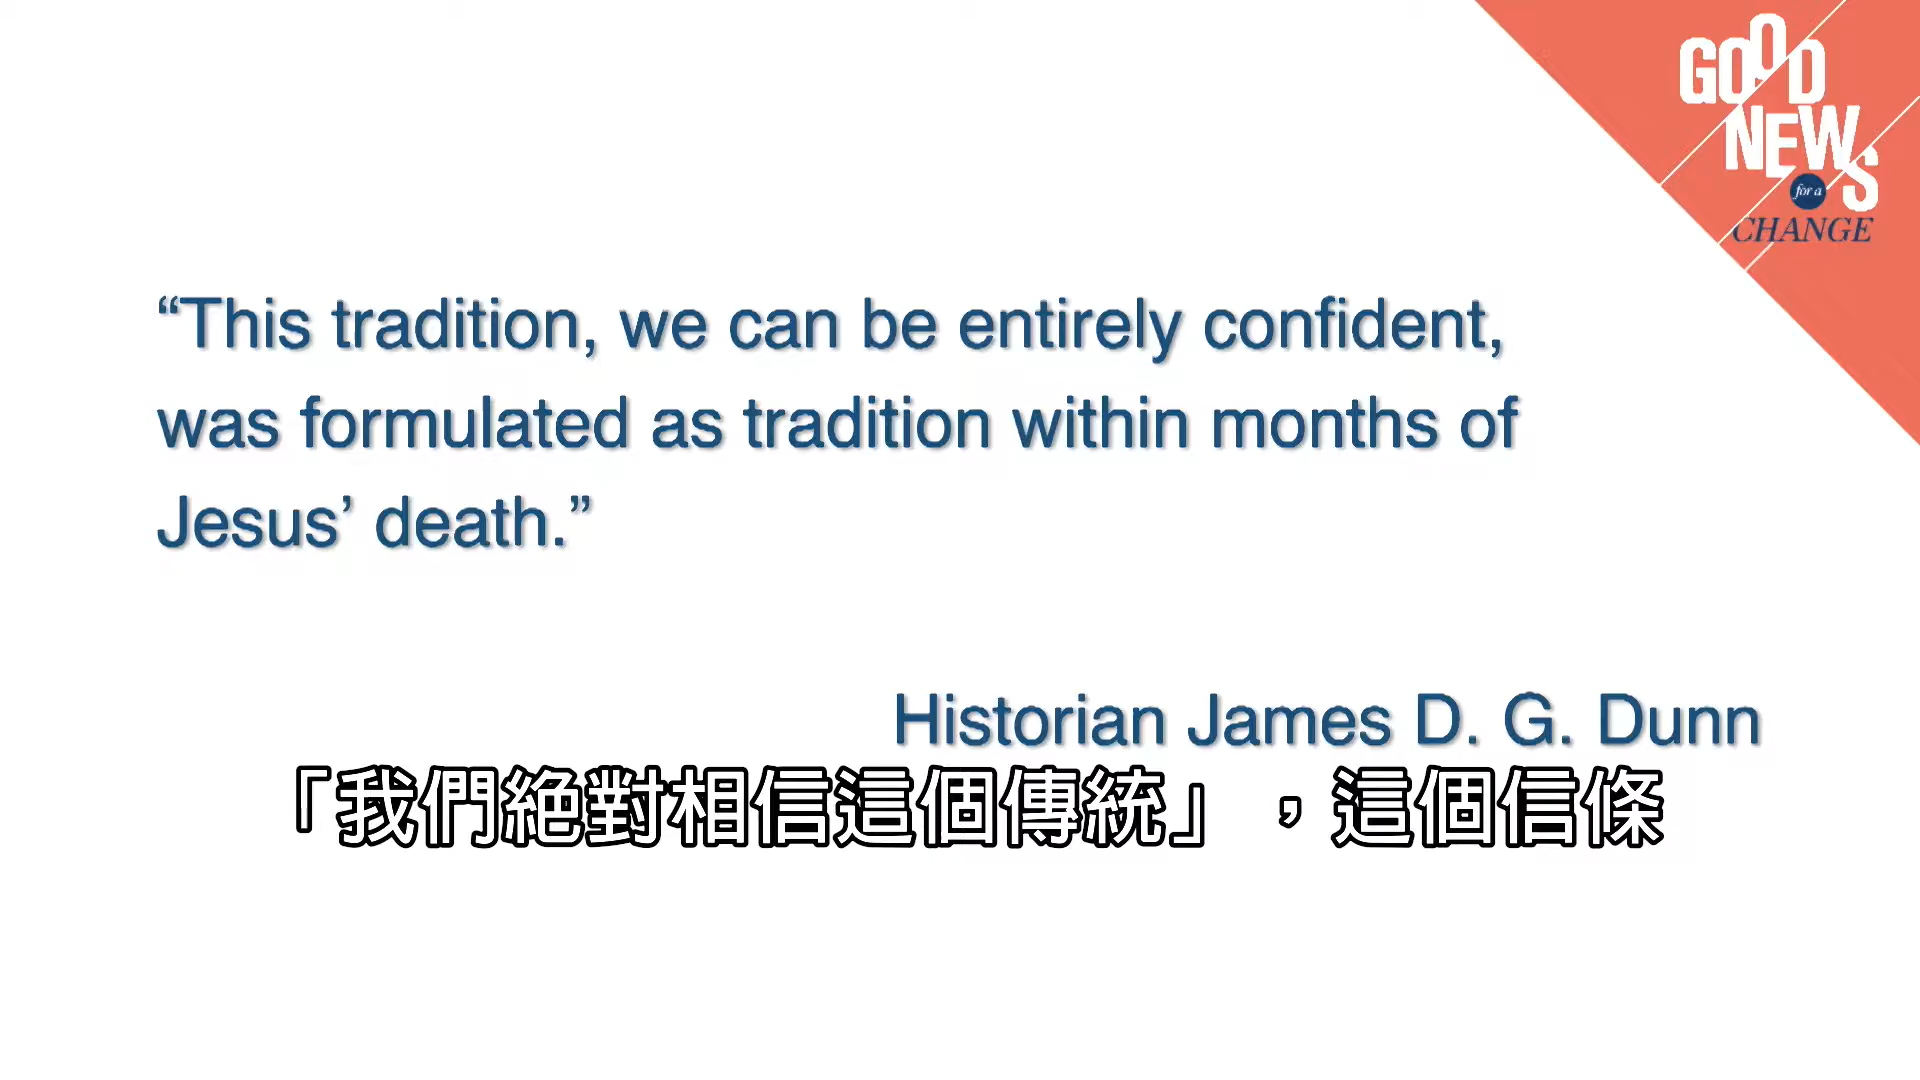 GOOD
NEWS
for a
CHANGE
“This tradition, we can be entirely confident,
was formulated as tradition within months of
Jesus’ death.”
Historian James D. G. Dunn
「我們絕對相信這個傳統」，這個信條